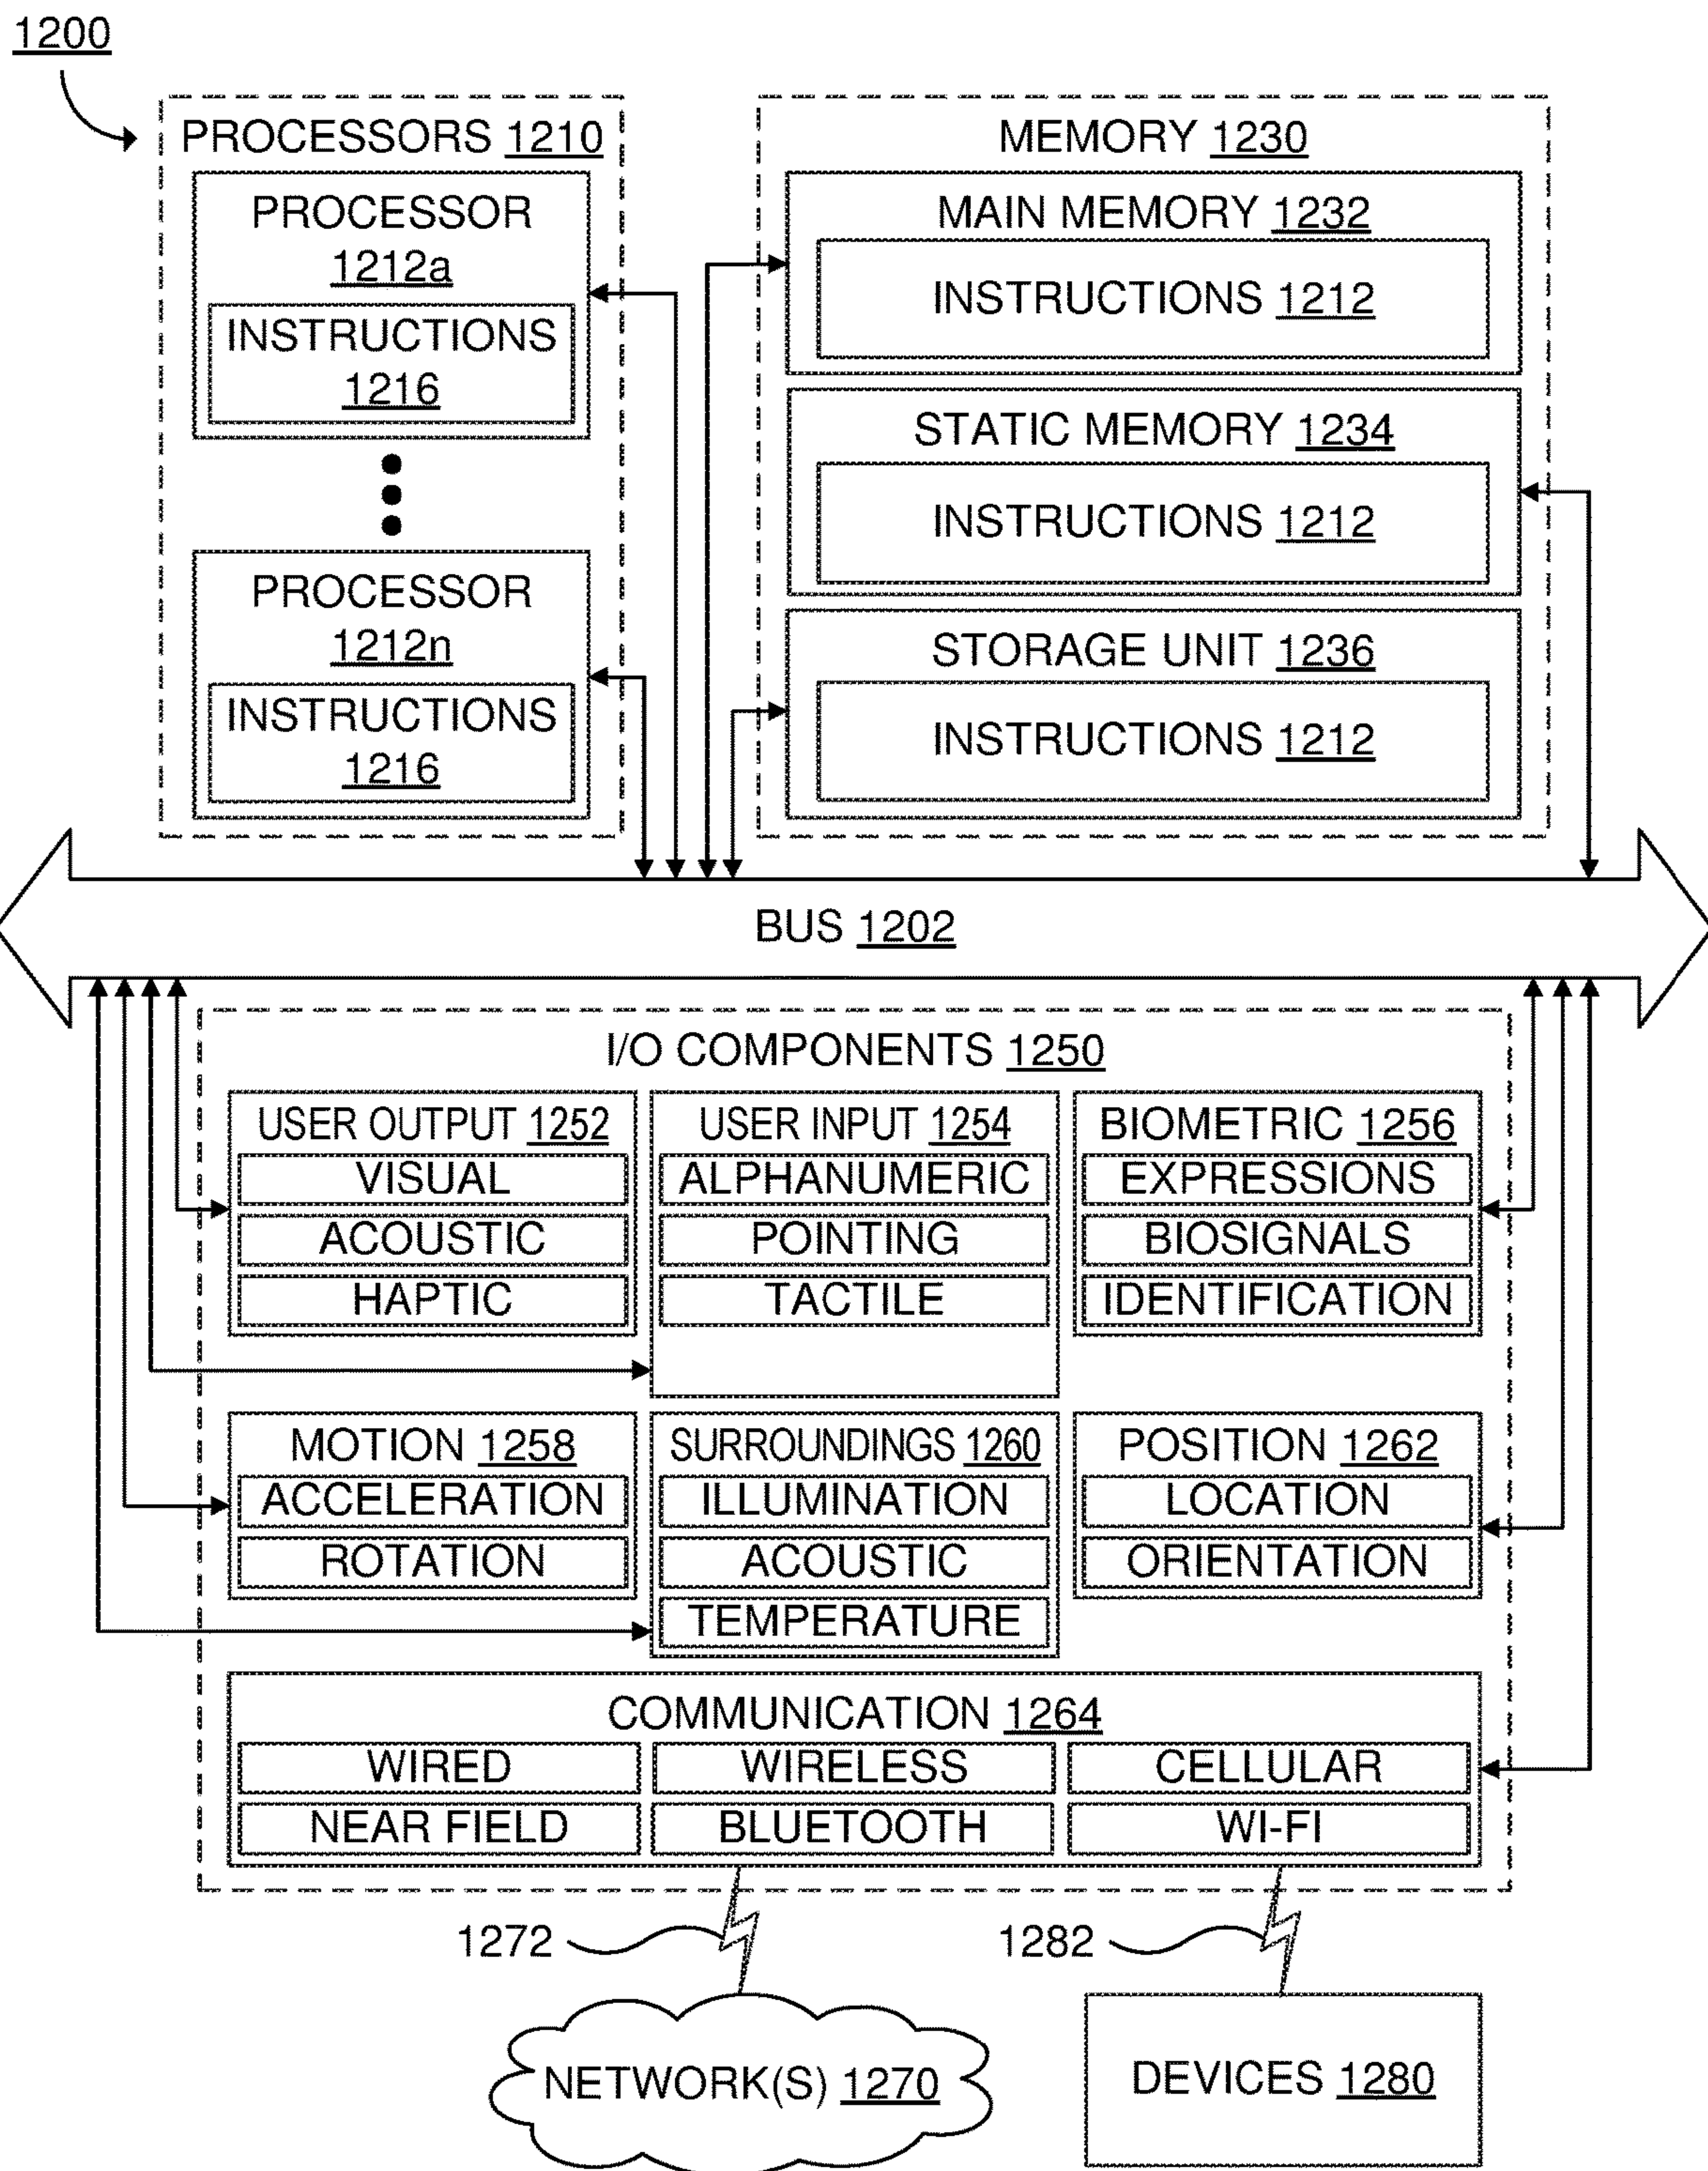 1200
PROCESSORS 1210
PROCESSOR
1212a
INSTRUCTIONS
1216
PROCESSOR
1212n
INSTRUCTIONS
1216
MEMORY 1230
MAIN MEMORY 1232
INSTRUCTIONS 1212
STATIC MEMORY 1234
INSTRUCTIONS 1212
STORAGE UNIT 1236
INSTRUCTIONS 1212
BUS 1202
I/O COMPONENTS 1250
USER OUTPUT 1252
VISUAL
ACOUSTIC
HAPTIC
USER INPUT 1254
ALPHANUMERIC
POINTING
TACTILE
BIOMETRIC 1256
EXPRESSIONS
BIOSIGNALS
IDENTIFICATION
MOTION 1258
ACCELERATION
ROTATION
SURROUNDINGS 1260
ILLUMINATION
ACOUSTIC
TEMPERATURE
POSITION 1262
LOCATION
ORIENTATION
COMMUNICATION 1264
WIRED
WIRELESS
CELLULAR
NEAR FIELD
BLUETOOTH
WI-FI
1272
1282
NETWORK(S) 1270
DEVICES 1280